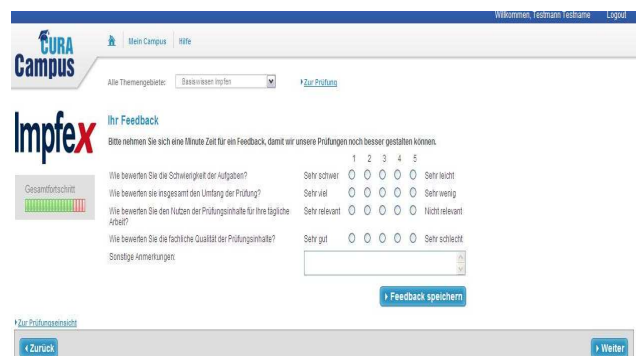 Willkommen, Testmann Testname Logout
CURA
Campus
Mein Campus Hilfe
Alle Themengebiete: Basiswissen Impfen Zur Prüfung
Impfex
Ihr Feedback
Bitte nehmen Sie sich eine Minute Zeit für ein Feedback, damit wir unsere Prüfungen noch besser gestalten können.
1 2 3 4 5
Gesamtfortschritt
Wie bewerten Sie die Schwierigkeit der Aufgaben? Sehr schwer Sehr leicht
Wie bewerten sie insgesamt den Umfang der Prüfung? Sehr viel Sehr wenig
Wie bewerten Sie den Nutzen der Prüfungsinhalte für Ihre tägliche Sehr relevant Nicht relevant
Arbeit?
Wie bewerten Sie die fachliche Qualität der Prüfungsinhalte? Sehr gut Sehr schlecht
Sonstige Anmerkungen:
Feedback speichern
Zur Prüfungseinsicht
Zurück Weiter